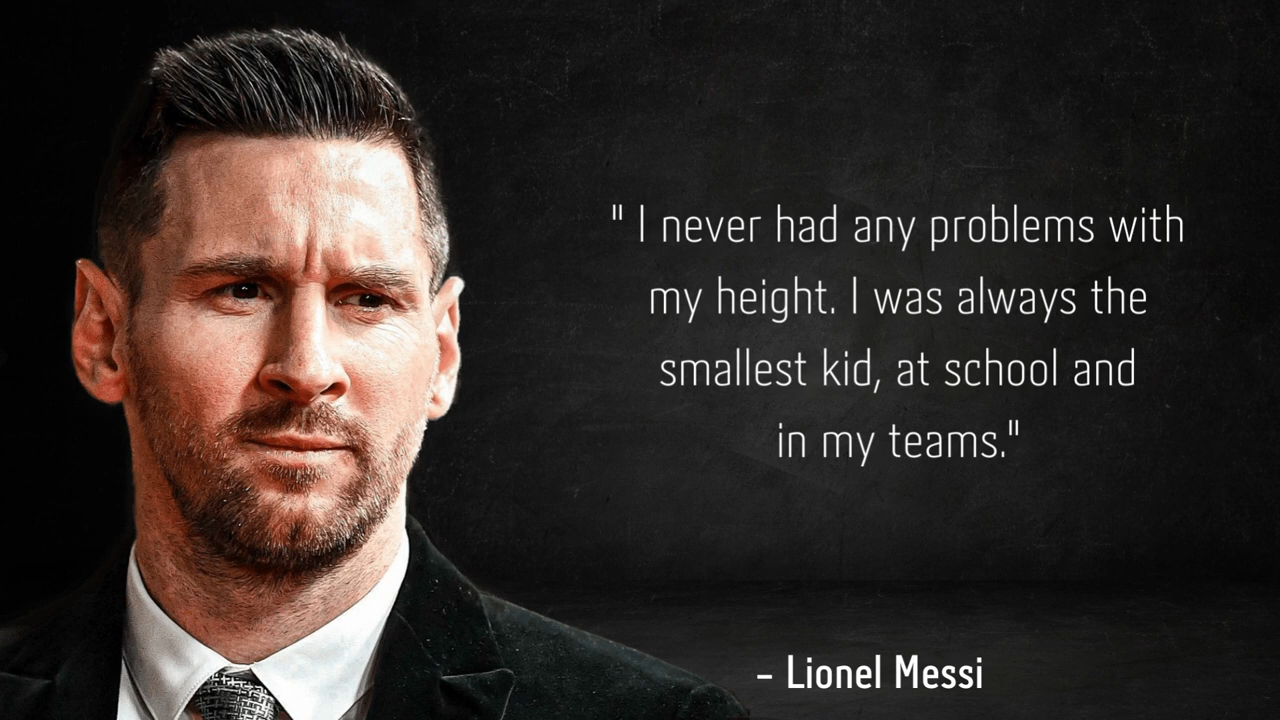 " I never had any problems with
my height. I was always the
smallest kid, at school and
in my teams."
- Lionel Messi